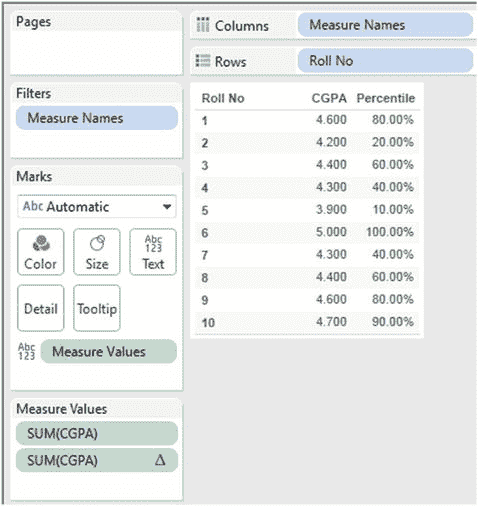 Pages
Columns Measure Names
Rows Roll No
Filters
Measure Names
Marks
Abc Automatic
Color Size Abc 123 Text
Detail Tooltip
Abc 123 Measure Values
Measure Values
SUM(CGPA)
SUM(CGPA) Δ
Roll No CGPA Percentile
1 4.600 80.00%
2 4.200 20.00%
3 4.400 60.00%
4 4.300 40.00%
5 3.900 10.00%
6 5.000 100.00%
7 4.300 40.00%
8 4.400 60.00%
9 4.600 80.00%
10 4.700 90.00%